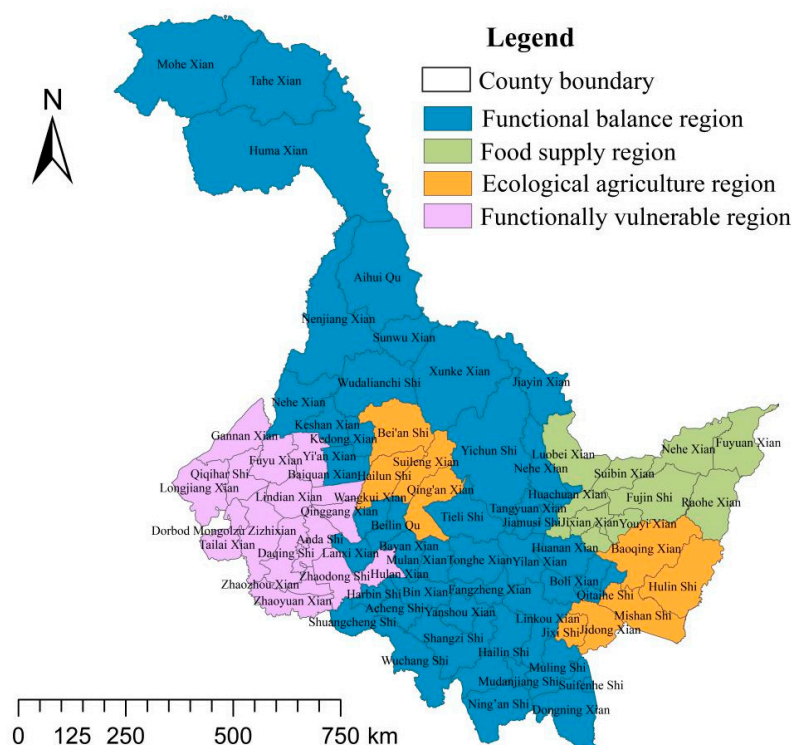 Legend
County boundary
Functional balance region
Food supply region
Ecological agriculture region
Functionally vulnerable region
N
Mohe Xian
Tahe Xian
Huma Xian
Aihui Qu
Nenjiang Xian
Sunwu Xian
Xunke Xian
Jiayin Xian
Wudalianchi Shi
Nehe Xian
Keshan Xian
Kedong Xian
Bei'an Shi
Gannan Xian
Fuyu Xian
Yi'an Xian
Baiquan Xian
Suileng Xian
Hailun Shi
Yichun Shi
Nehe Xian
Luobei Xian
Nehe Xian
Fuyuan Xian
Suibin Xian
Qiqihar Shi
Longjiang Xian
Lindian Xian
Wangkui Xian
Qing'an Xian
Qinggang Xian
Tangyuan Xian
Huachuan Xian
Fujin Shi
Raohe Xian
Beilin Qu
Tieli Shi
Jiamusi Shi
Jixian Xian
Youyi Xian
Dorbod Mongolzu Zizhixian
Tailai Xian
Daqing Shi
Anda Shi
Lanxi Xian
Bayan Xian
Mulan Xian
Tonghe Xian
Yilan Xian
Huanan Xian
Baoqing Xian
Zhaodong Shi
Hulan Xian
Boli Xian
Qitaihe Shi
Hulin Shi
Zhaozhou Xian
Zhaoyuan Xian
Harbin Shi
Bin Xian
Fangzheng Xian
Acheng Shi
Yanshou Xian
Shuangcheng Shi
Linkou Xian
Jixi Shi
Jidong Xian
Mishan Shi
Shangzi Shi
Wuchang Shi
Hailin Shi
Muling Shi
Mudanjiang Shi
Suifenhe Shi
Ning'an Shi
Dongning Xian
0 125 250 500 750 km